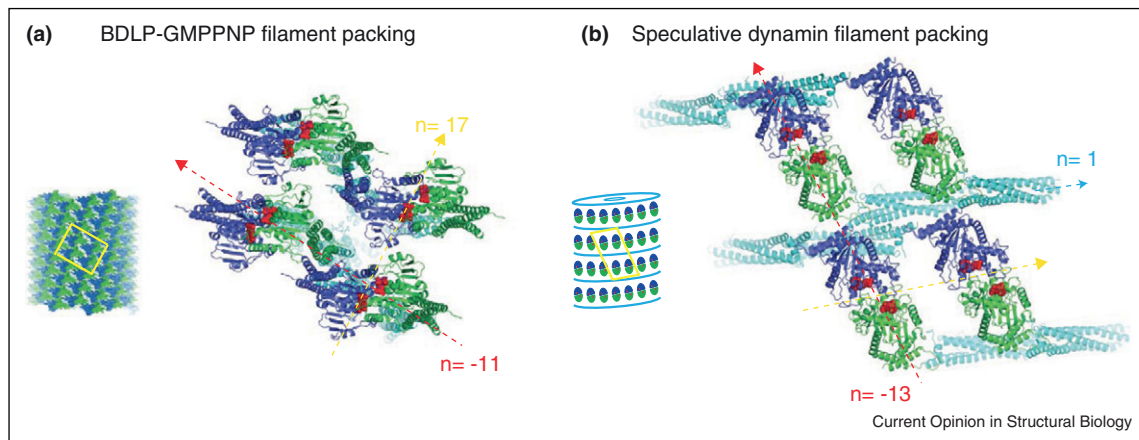 (a) BDLP-GMPPNP filament packing
n= 17
n= -11
(b) Speculative dynamin filament packing
n= 1
n= -13
Current Opinion in Structural Biology